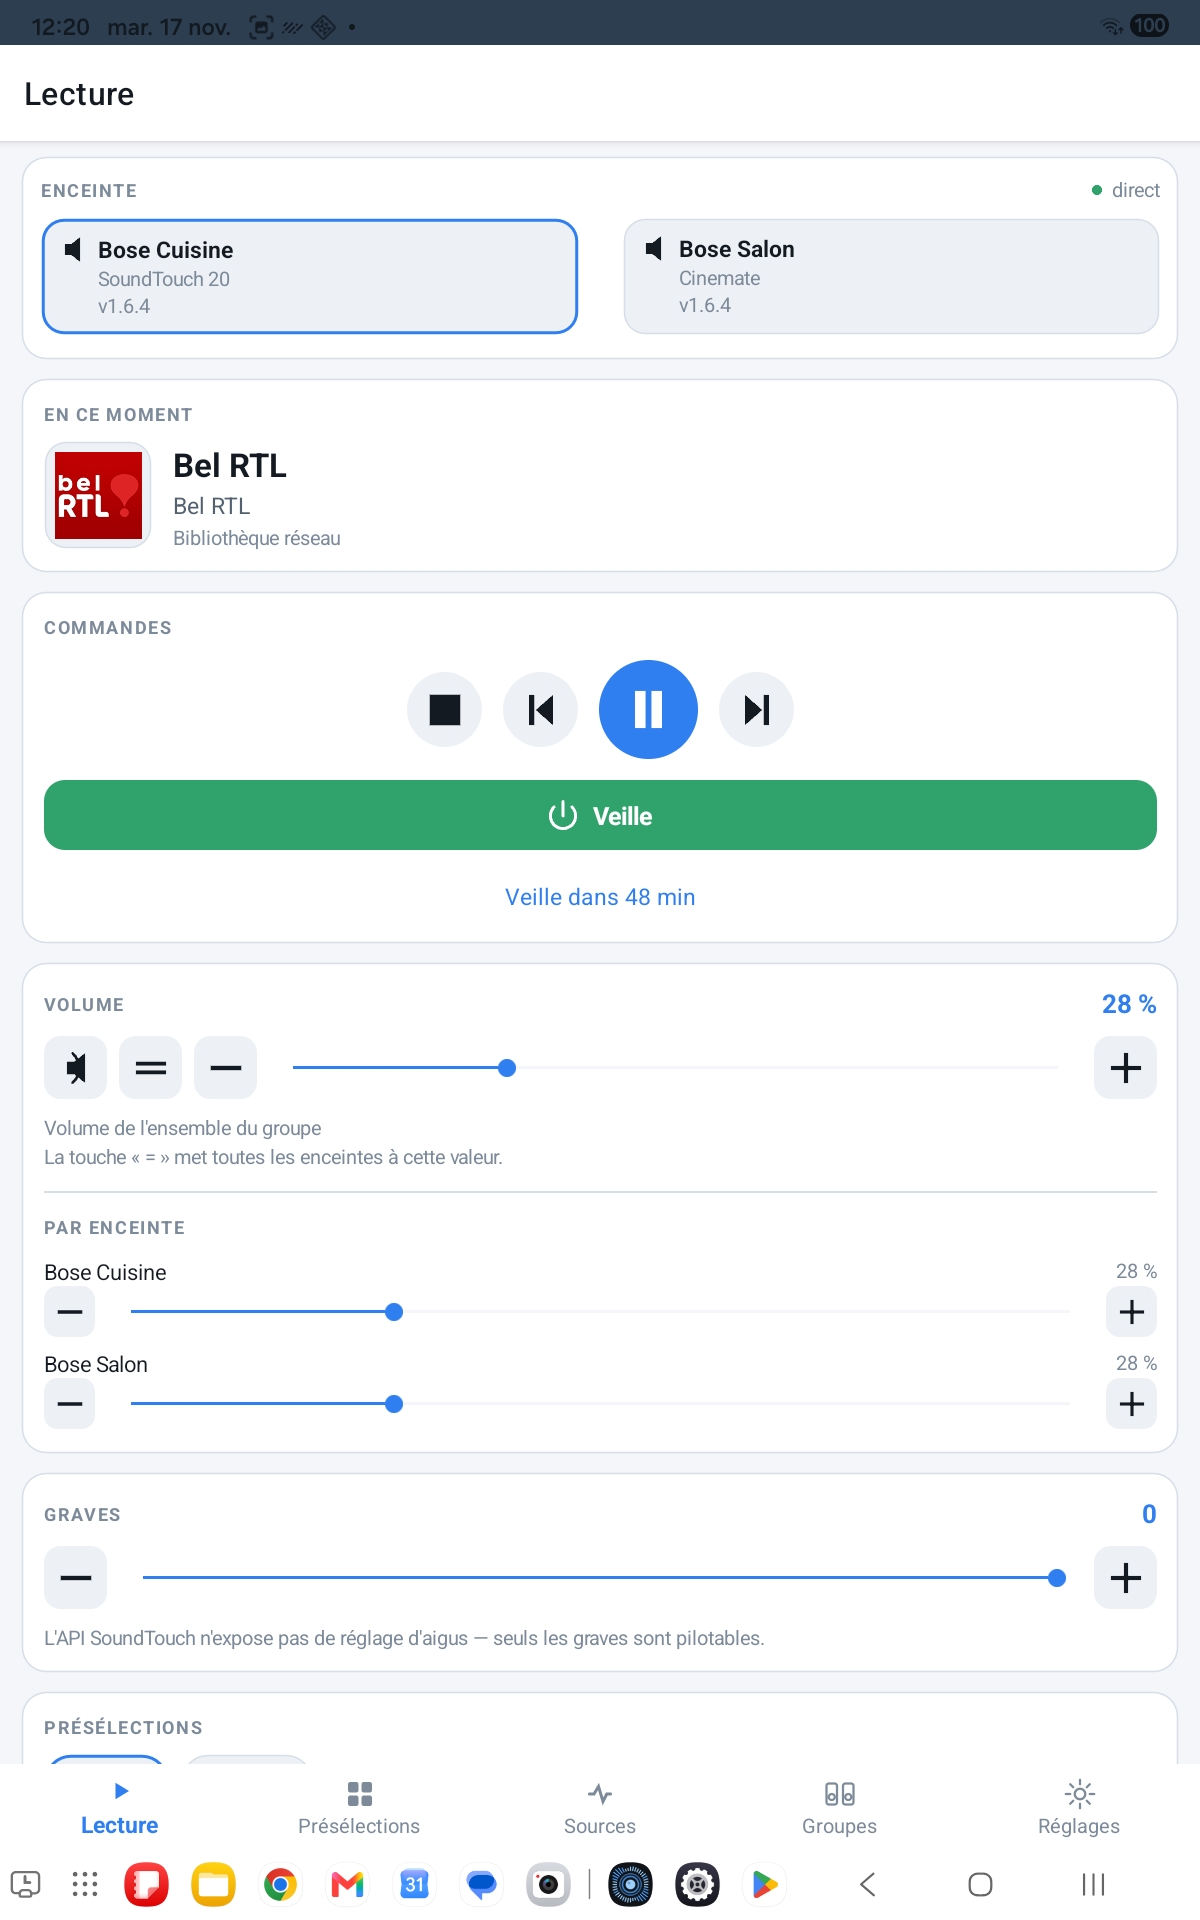 12:20 mar. 17 nov.
100
Lecture
ENCEINTE
direct
Bose Cuisine
SoundTouch 20
v1.6.4
Bose Salon
Cinemate
v1.6.4
EN CE MOMENT
bel
RTL
Bel RTL
Bel RTL
Bibliothèque réseau
COMMANDES
Veille
Veille dans 48 min
VOLUME
28 %
Volume de l'ensemble du groupe
La touche « = » met toutes les enceintes à cette valeur.
PAR ENCEINTE
Bose Cuisine
28 %
Bose Salon
28 %
GRAVES
0
L'API SoundTouch n'expose pas de réglage d'aigus — seuls les graves sont pilotables.
PRÉSÉLECTIONS
Lecture
Présélections
Sources
Groupes
Réglages
31